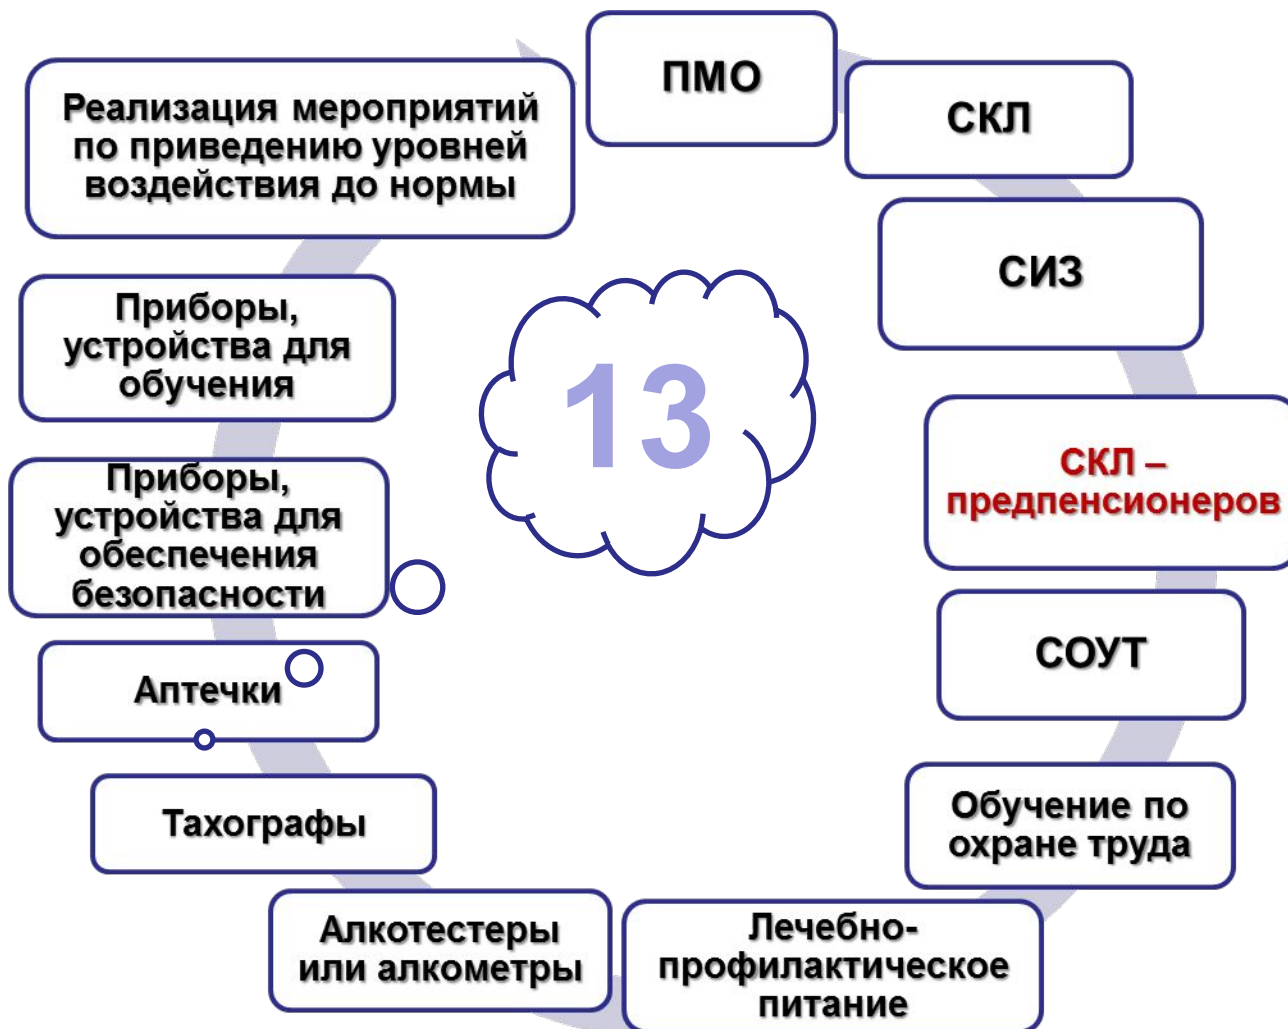 ПМО
СКЛ
СИЗ
СКЛ –
предпенсионеров
СОУТ
Обучение по
охране труда
Лечебно-
профилактическое
питание
Алкотестеры
или алкометры
Тахографы
Аптечки
Приборы,
устройства для
обеспечения
безопасности
Приборы,
устройства для
обучения
Реализация мероприятий
по приведению уровней
воздействия до нормы
13